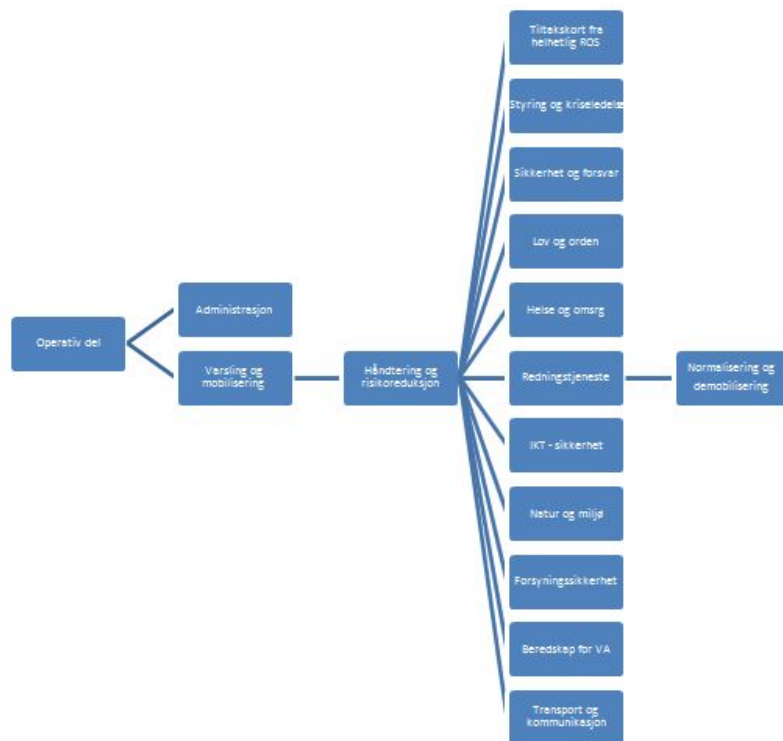 Operativ del
Administrasjon
Varsling og
mobilisering
Håndtering og
risikoreduksjon
Tiltakskort fra
helhetlig ROS
Styring og kriseledelse
Sikkerhet og forsvar
Lov og orden
Helse og omsrg
Redningstjeneste
IKT - sikkerhet
Natur og miljø
Forsyningssikkerhet
Beredskap for VA
Transport og
kommunikasjon
Normalisering og
demobilisering